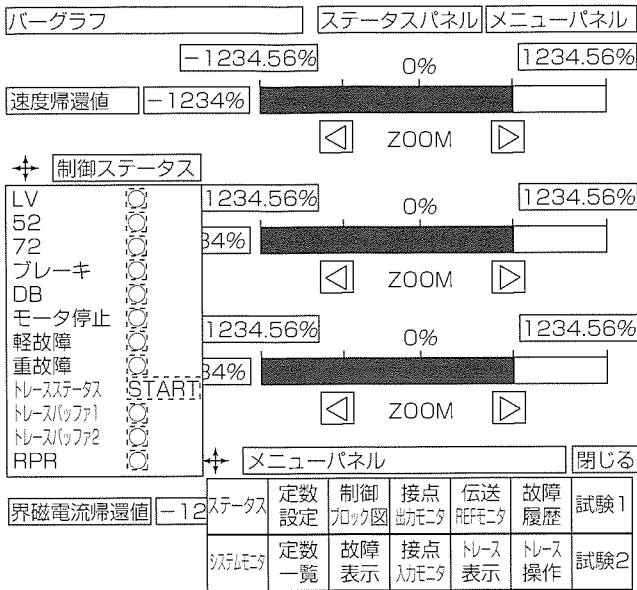 バーグラフ ステータスパネル メニューパネル
-1234.56% 0% 1234.56%
速度帰還値 -1234%
ZOOM
制御ステータス
LV
52
72
ブレーキ
DB
モータ停止
軽故障
重故障
トレースステータス START
トレースバッファ1
トレースバッファ2
RPR
1234.56% 0% 1234.56%
34%
ZOOM
1234.56% 0% 1234.56%
34%
ZOOM
メニューパネル 閉じる
界磁電流帰還値 -12
ステータス 定数設定 制御ブロック図 接点出力モニタ 伝送REFモニタ 故障履歴 試験1
システムモニタ 定数一覧 故障表示 接点入力モニタ トレース表示 トレース操作 試験2